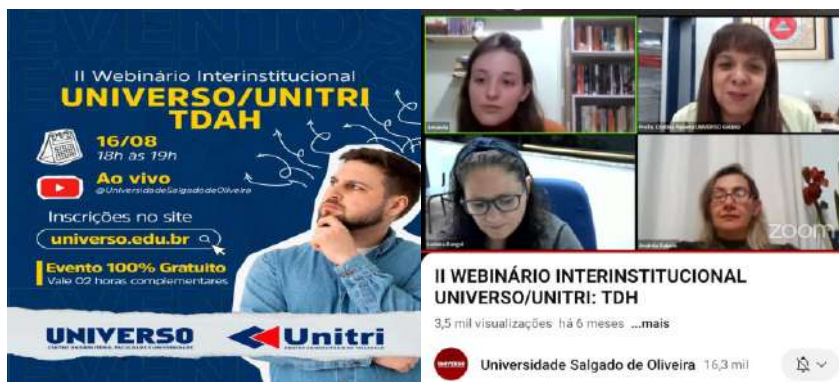 II Webinário Interinstitucional
UNIVERSO/UNITRI
TDAH
16/08
18h às 19h
Ao vivo
@UniversidadeSalgadodeOliveira
Inscrições no site
universo.edu.br
Evento 100% Gratuito
Vale 02 horas complementares
UNIVERSO
Unitri
Amanda
zoom
II WEBINÁRIO INTERINSTITUCIONAL
UNIVERSO/UNITRI: TDH
3,5 mil visualizações há 6 meses ...mais
UNIVERSO
Universidade Salgado de Oliveira 16,3 mil